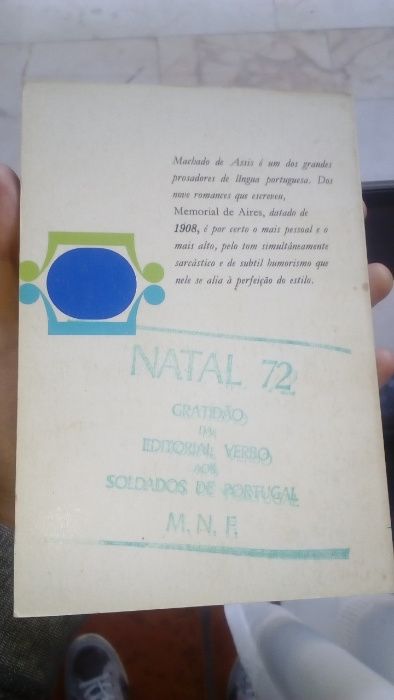 Machado de Assis é um dos grandes
prosadores de língua portuguesa. Dos
nove romances que escreveu,
Memorial de Aires, datado de
1908, é por certo o mais pessoal e o
mais alto, pelo tom simultâneamente
sarcástico e de subtil humorismo que
nele se alia à perfeição do estilo.
NATAL 72
GRATIDÃO
DA
EDITORIAL VERBO
AOS
SOLDADOS DE PORTUGAL
M. N. F.